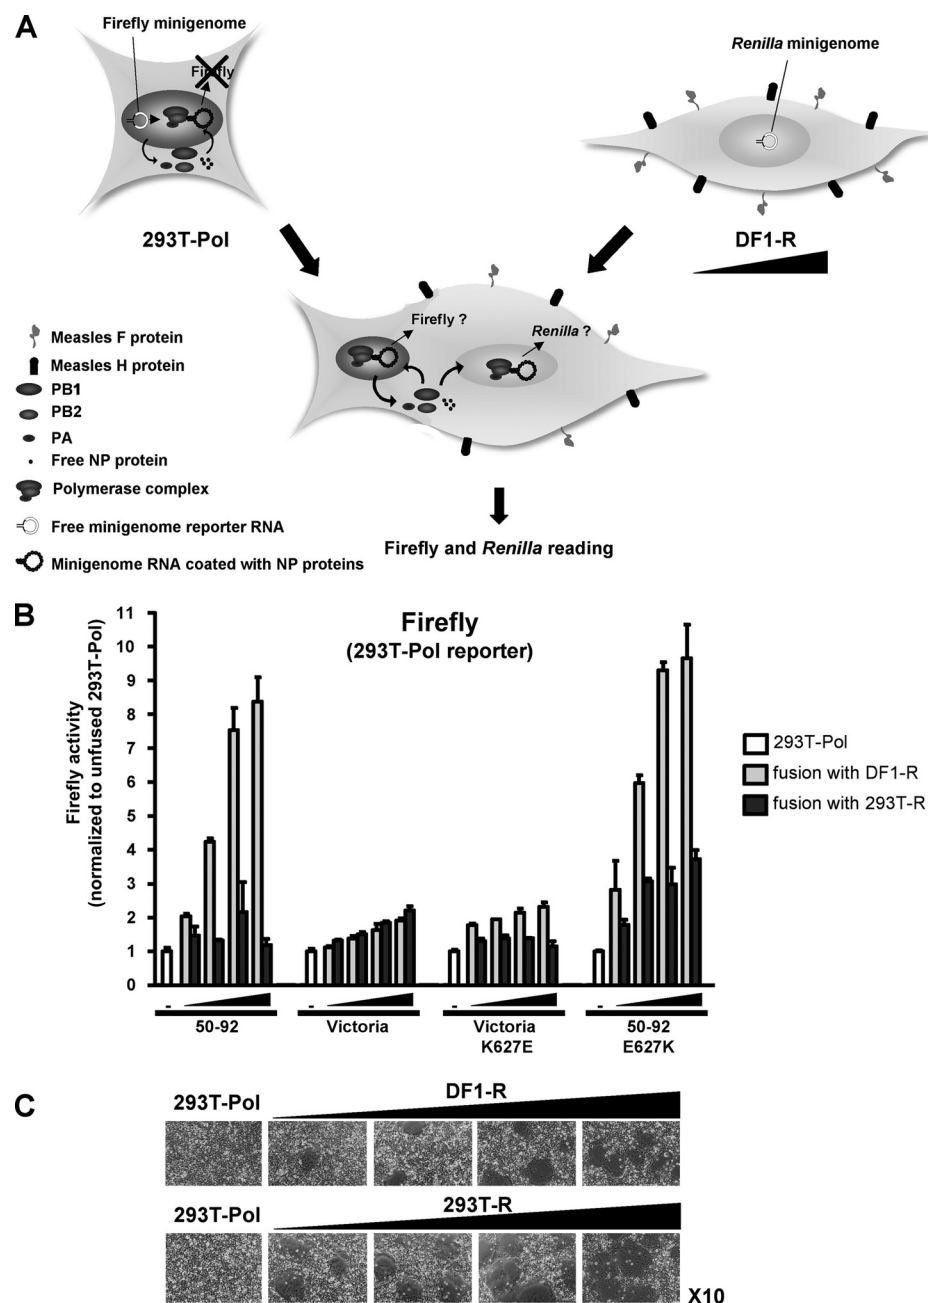 A
Firefly minigenome
Firefly
293T-Pol
Renilla minigenome
DF1-R
Firefly ?
Renilla ?
Measles F protein
Measles H protein
PB1
PB2
PA
Free NP protein
Polymerase complex
Free minigenome reporter RNA
Minigenome RNA coated with NP proteins
Firefly and Renilla reading
B
Firefly
(293T-Pol reporter)
Firefly activity
(normalized to unfused 293T-Pol)
11
10
9
8
7
6
5
4
3
2
1
0
293T-Pol
fusion with DF1-R
fusion with 293T-R
- - - -
50-92
Victoria
Victoria
K627E
50-92
E627K
C
293T-Pol
DF1-R
293T-Pol
293T-R
X10